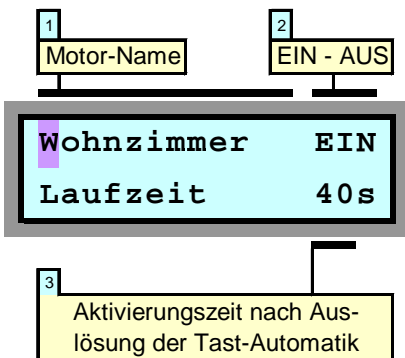 1
Motor-Name
2
EIN - AUS
Wohnzimmer EIN
Laufzeit 40s
3
Aktivierungszeit nach Aus-
lösung der Tast-Automatik